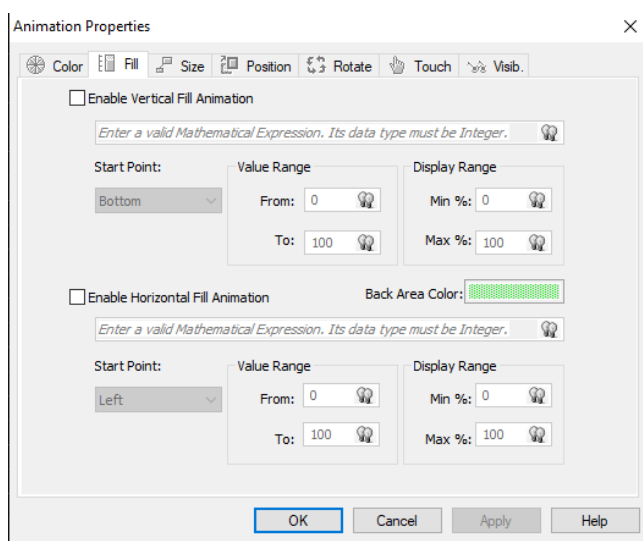 Animation Properties
Color Fill Size Position Rotate Touch Visib.
Enable Vertical Fill Animation
Enter a valid Mathematical Expression. Its data type must be Integer.
Start Point: Value Range Display Range
Bottom From: 0 Min %: 0
To: 100 Max %: 100
Enable Horizontal Fill Animation Back Area Color:
Enter a valid Mathematical Expression. Its data type must be Integer.
Start Point: Value Range Display Range
Left From: 0 Min %: 0
To: 100 Max %: 100
OK Cancel Apply Help